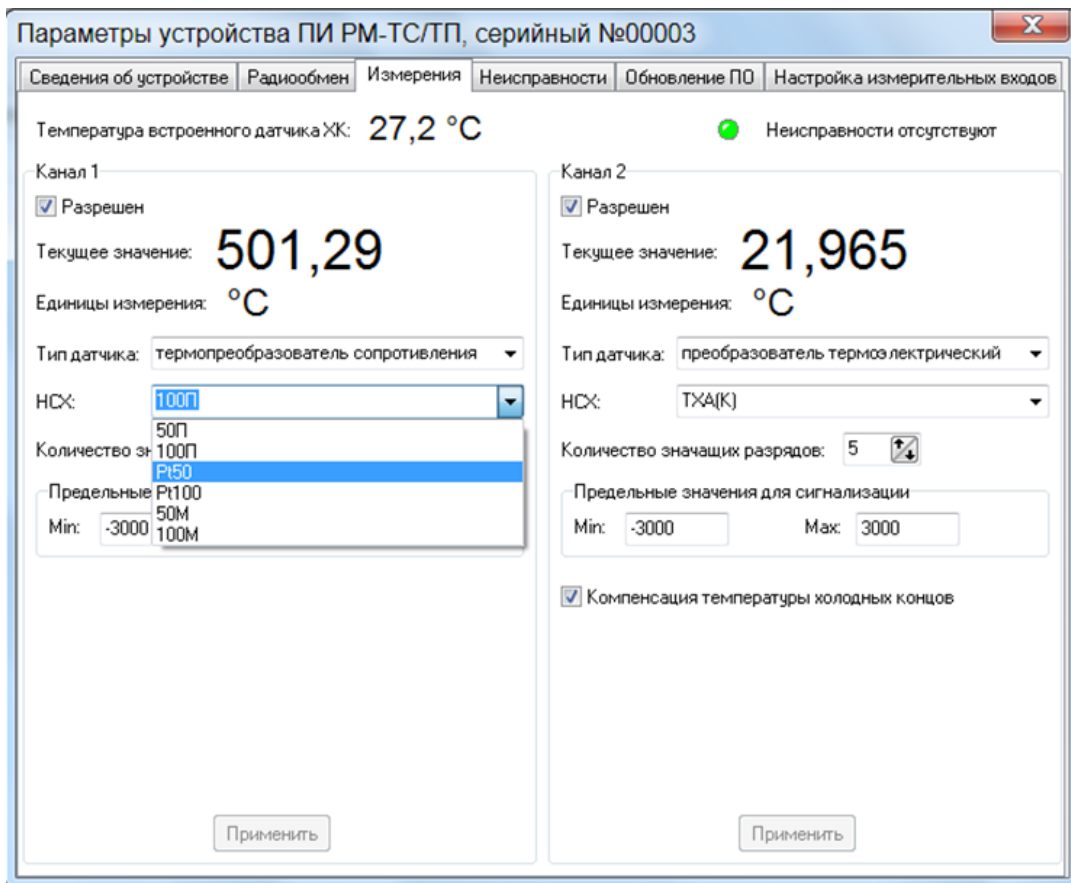 Параметры устройства ПИ РМ-ТС/ТП, серийный №00003
Сведения об устройстве Радиообмен Измерения Неисправности Обновление ПО Настройка измерительных входов
Температура встроенного датчика ХК: 27,2 °C Неисправности отсутствуют
Канал 1
Разрешен
Текущее значение: 501,29
Единицы измерения: °C
Тип датчика: термопреобразователь сопротивления
НСХ: 100П
50П
Количество зн 100П
Pt50
Предельные Pt100
50М
Min: -3000
100М
Применить
Канал 2
Разрешен
Текущее значение: 21,965
Единицы измерения: °C
Тип датчика: преобразователь термоэлектрический
НСХ: ТХА(К)
Количество значащих разрядов: 5
Предельные значения для сигнализации
Min: -3000 Max: 3000
Компенсация температуры холодных концов
Применить